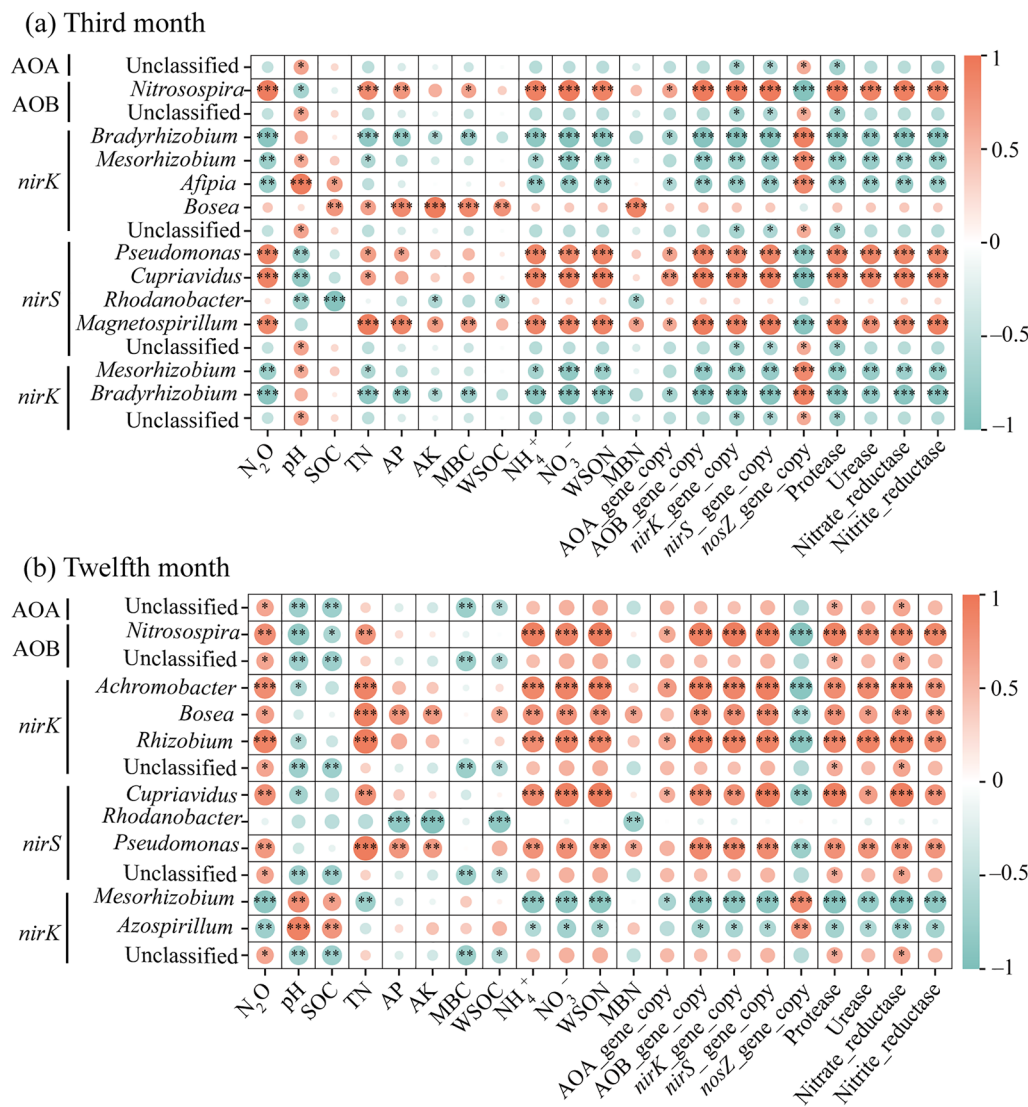 (a) Third month
AOA
AOB
nirK
nirS
nirK
Unclassified
Nitrosospira
Unclassified
Bradyrhizobium
Mesorhizobium
Afipia
Bosea
Unclassified
Pseudomonas
Cupriavidus
Rhodanobacter
Magnetospirillum
Unclassified
Mesorhizobium
Bradyrhizobium
Unclassified
1
0.5
0
−0.5
−1
N₂O
pH
SOC
TN
AP
AK
MBC
WSOC
NH₄⁺
NO₃⁻
WSON
MBN
AOA_gene_copy
AOB_gene_copy
nirK_gene_copy
nirS_gene_copy
nosZ_gene_copy
Protease
Urease
Nitrate_reductase
Nitrite_reductase
(b) Twelfth month
AOA
AOB
nirK
nirS
nirK
Unclassified
Nitrosospira
Unclassified
Achromobacter
Bosea
Rhizobium
Unclassified
Cupriavidus
Rhodanobacter
Pseudomonas
Unclassified
Mesorhizobium
Azospirillum
Unclassified
1
0.5
0
−0.5
−1
N₂O
pH
SOC
TN
AP
AK
MBC
WSOC
NH₄⁺
NO₃⁻
WSON
MBN
AOA_gene_copy
AOB_gene_copy
nirK_gene_copy
nirS_gene_copy
nosZ_gene_copy
Protease
Urease
Nitrate_reductase
Nitrite_reductase